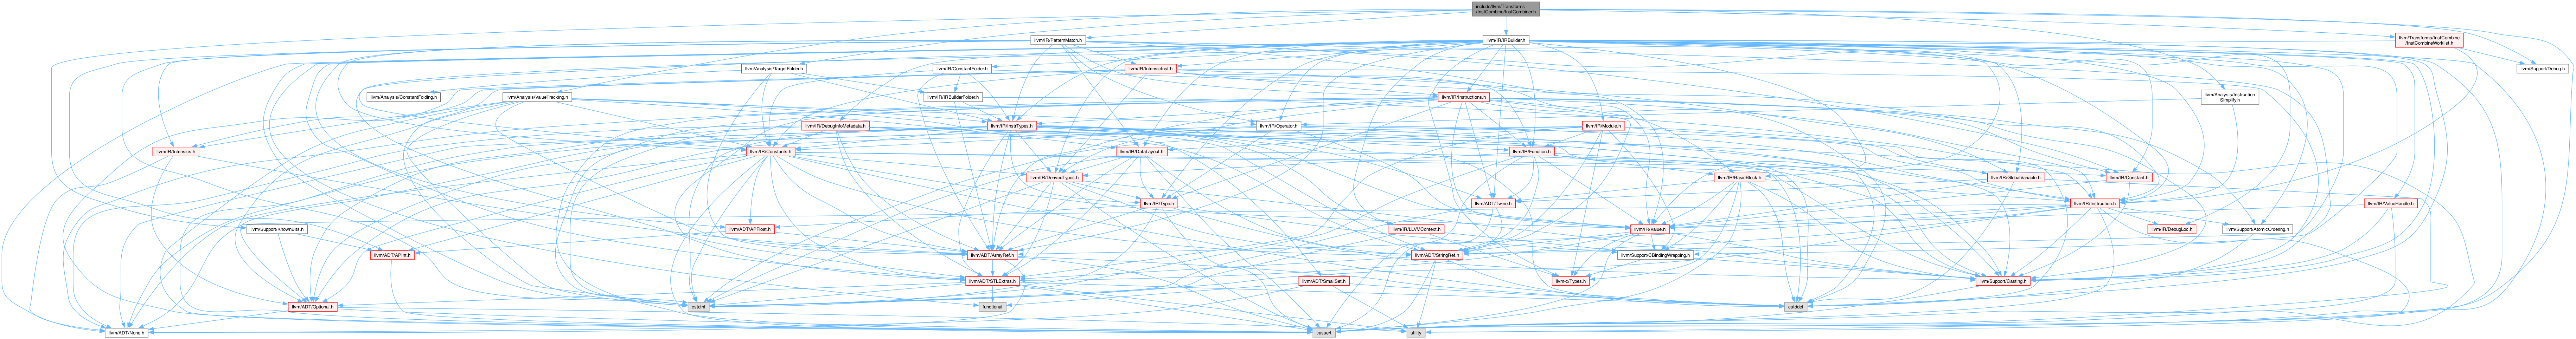 include/llvm/Transforms
/InstCombine/InstCombiner.h
llvm/IR/PatternMatch.h
llvm/IR/IRBuilder.h
llvm/Transforms/InstCombine
/InstCombineWorklist.h
llvm/Analysis/TargetFolder.h
llvm/IR/ConstantFolder.h
llvm/IR/IntrinsicInst.h
llvm/Support/Debug.h
llvm/Analysis/ConstantFolding.h
llvm/Analysis/ValueTracking.h
llvm/IR/IRBuilderFolder.h
llvm/IR/Instructions.h
llvm/Analysis/Instruction
Simplify.h
llvm/IR/DebugInfoMetadata.h
llvm/IR/InstrTypes.h
llvm/IR/Operator.h
llvm/IR/Module.h
llvm/IR/Intrinsics.h
llvm/IR/Constants.h
llvm/IR/DataLayout.h
llvm/IR/Function.h
llvm/IR/DerivedTypes.h
llvm/IR/BasicBlock.h
llvm/IR/GlobalVariable.h
llvm/IR/Constant.h
llvm/IR/Type.h
llvm/ADT/Twine.h
llvm/IR/Instruction.h
llvm/IR/ValueHandle.h
llvm/Support/KnownBits.h
llvm/ADT/APFloat.h
llvm/IR/LLVMContext.h
llvm/IR/Value.h
llvm/IR/DebugLoc.h
llvm/Support/AtomicOrdering.h
llvm/ADT/APInt.h
llvm/ADT/ArrayRef.h
llvm/ADT/StringRef.h
llvm/Support/CBindingWrapping.h
llvm/ADT/STLExtras.h
llvm/ADT/SmallSet.h
llvm-c/Types.h
llvm/Support/Casting.h
llvm/ADT/Optional.h
cstdint
functional
cstddef
llvm/ADT/None.h
cassert
utility